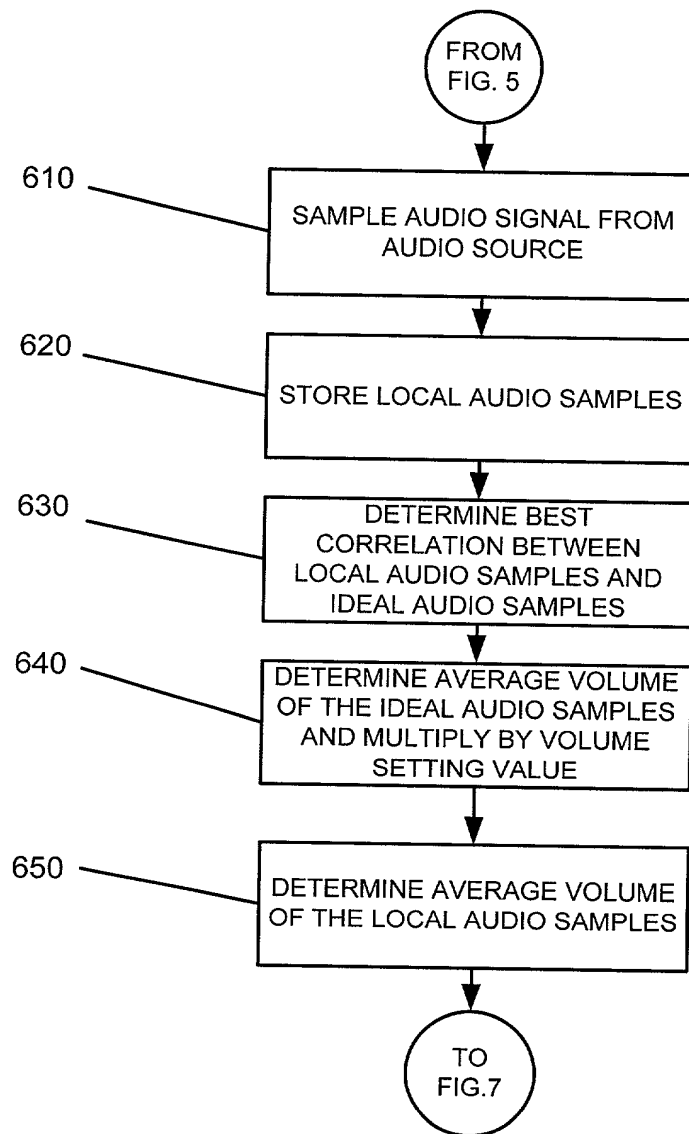 FROM
FIG. 5
610
SAMPLE AUDIO SIGNAL FROM
AUDIO SOURCE
620
STORE LOCAL AUDIO SAMPLES
630
DETERMINE BEST
CORRELATION BETWEEN
LOCAL AUDIO SAMPLES AND
IDEAL AUDIO SAMPLES
640
DETERMINE AVERAGE VOLUME
OF THE IDEAL AUDIO SAMPLES
AND MULTIPLY BY VOLUME
SETTING VALUE
650
DETERMINE AVERAGE VOLUME
OF THE LOCAL AUDIO SAMPLES
TO
FIG.7